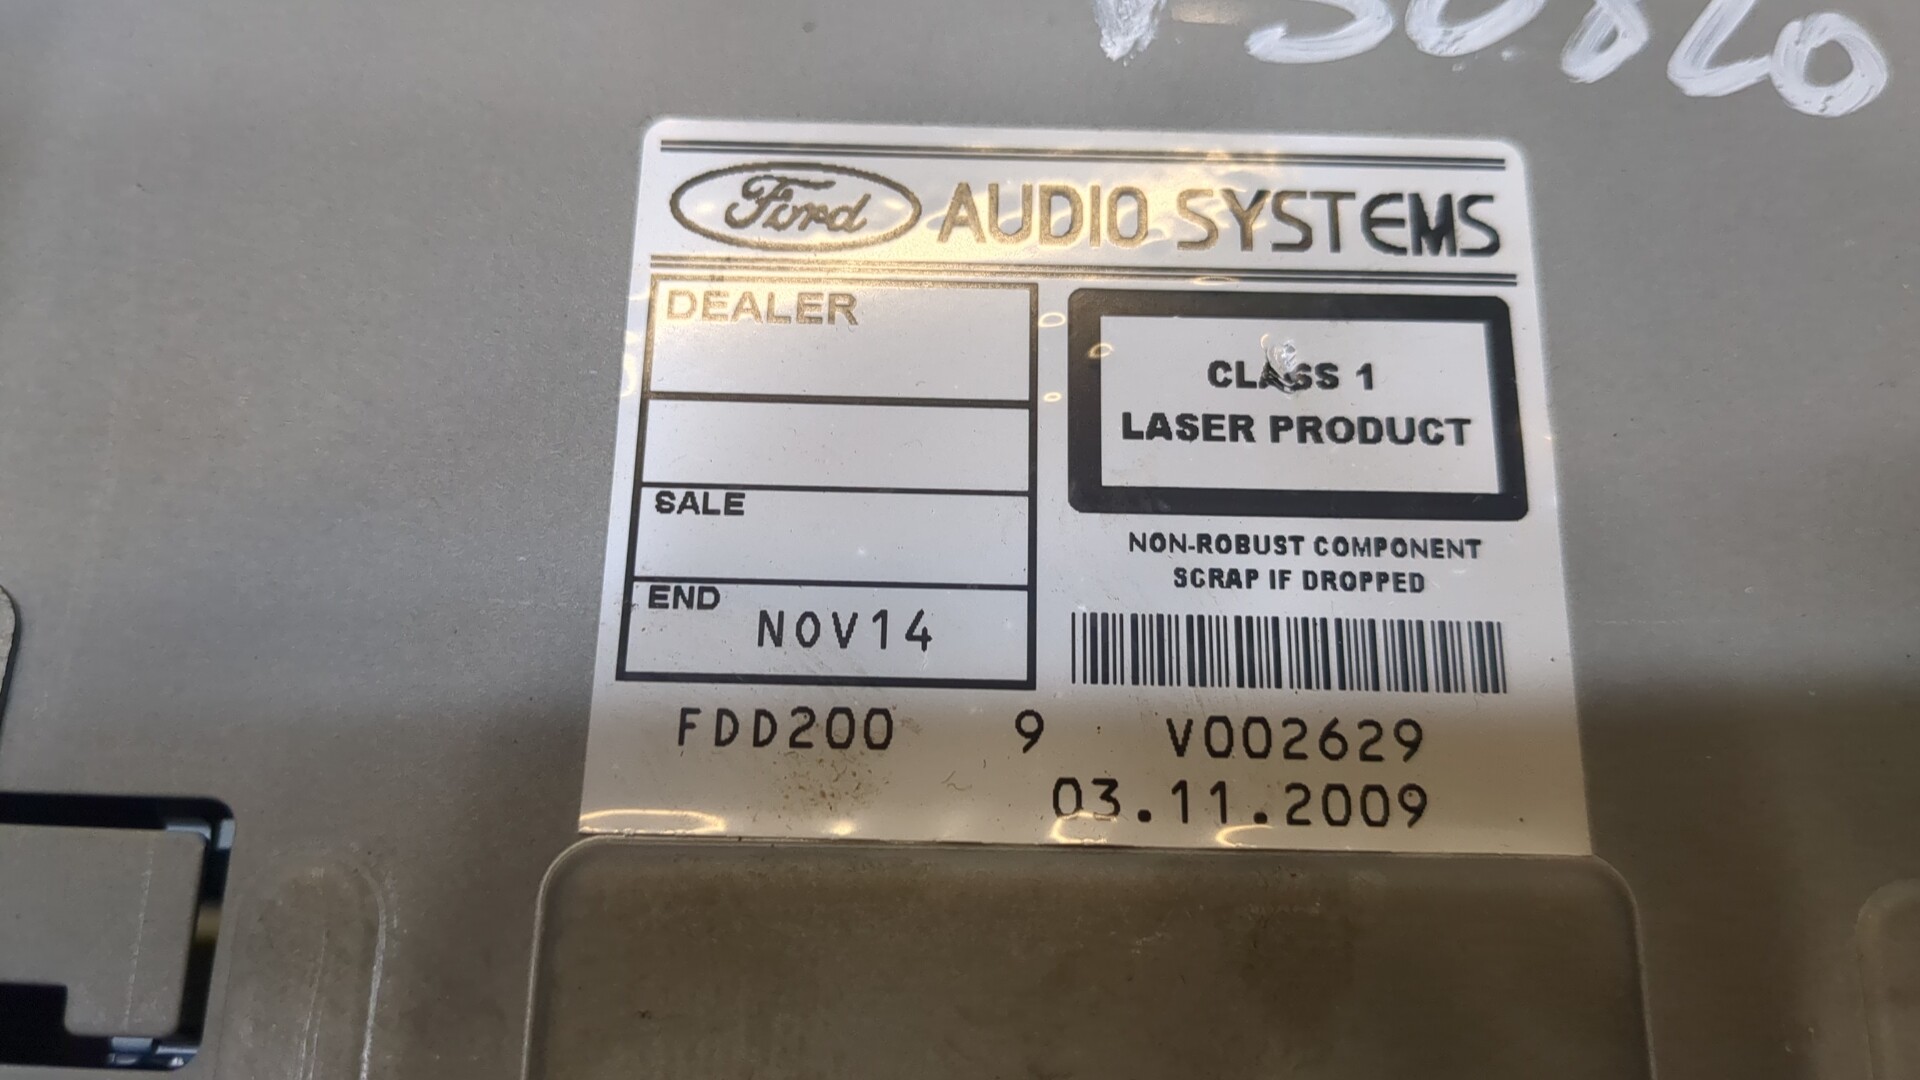 Ford AUDIO SYSTEMS
DEALER
SALE
END
NOV14
CLASS 1
LASER PRODUCT
NON-ROBUST COMPONENT
SCRAP IF DROPPED
FDD200 9 V002629
03.11.2009